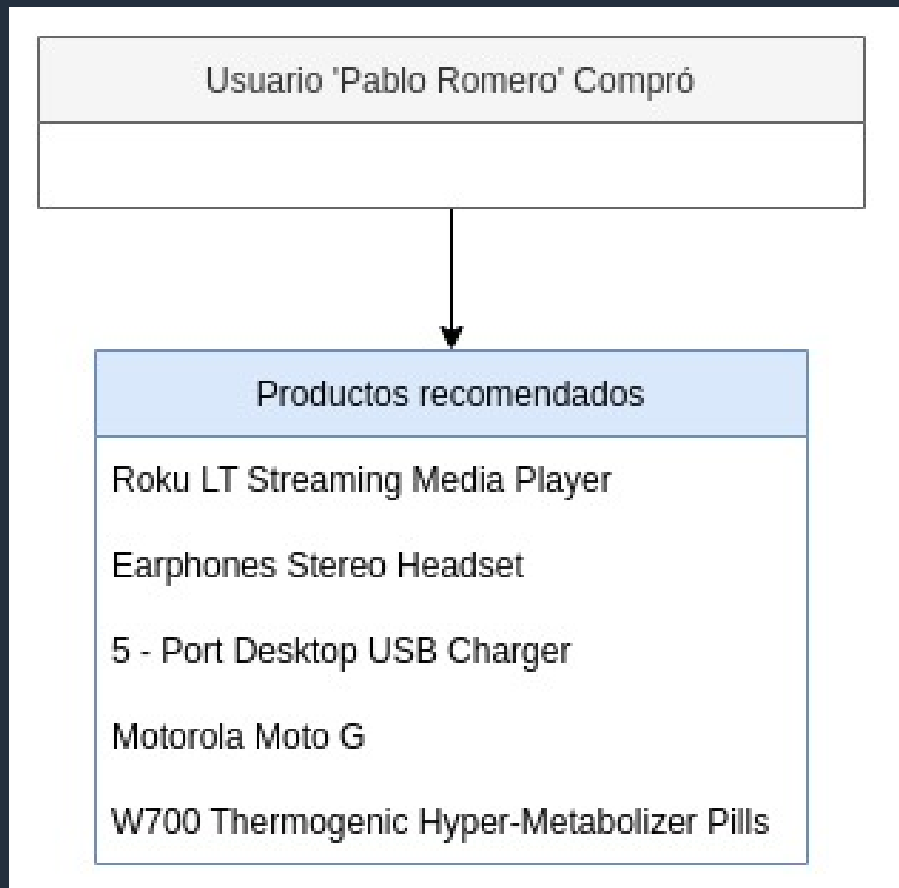 Usuario 'Pablo Romero' Compró
Productos recomendados
Roku LT Streaming Media Player
Earphones Stereo Headset
5 - Port Desktop USB Charger
Motorola Moto G
W700 Thermogenic Hyper-Metabolizer Pills